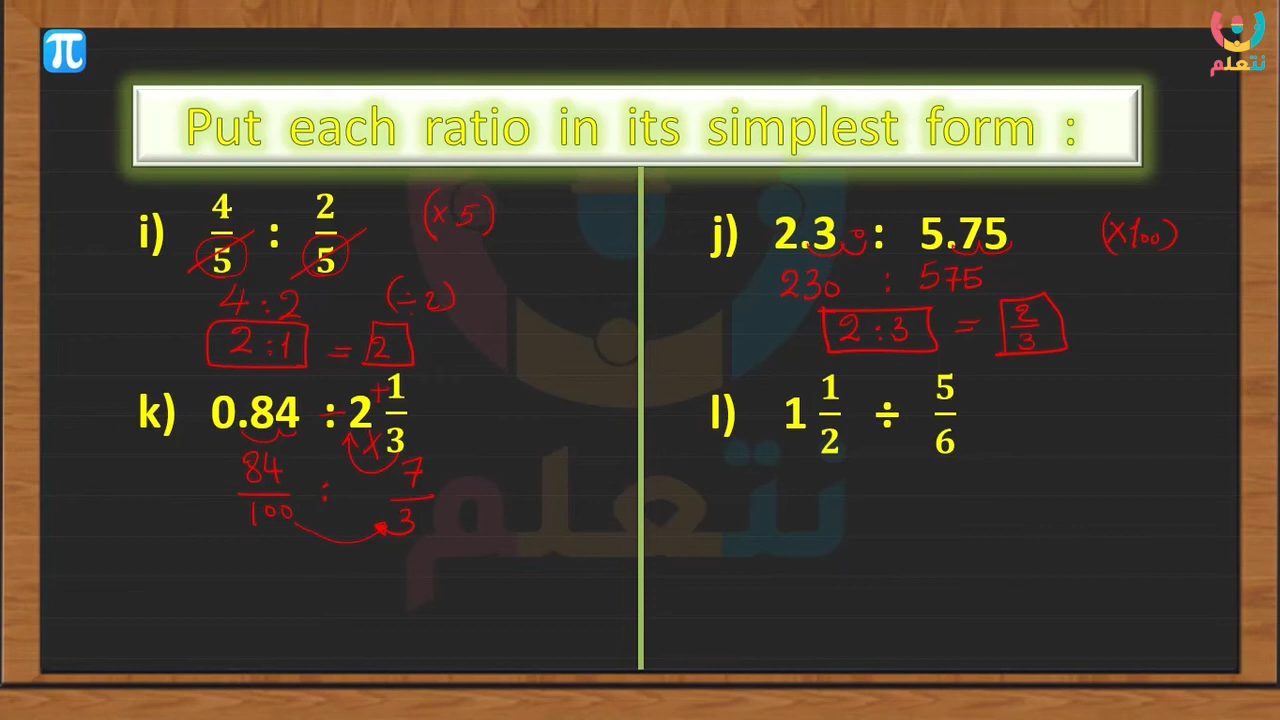 π
نتعلم
Put each ratio in its simplest form :
i) 4/5 : 2/5 (×5)
4 : 2 (÷2)
2 : 1 = 2
j) 2.3 : 5.75 (×100)
230 : 575
2 : 3 = 2/3
k) 0.84 : 2 1/3
÷ + ×
84/100 : 7/3
l) 1 1/2 ÷ 5/6
نتعلم